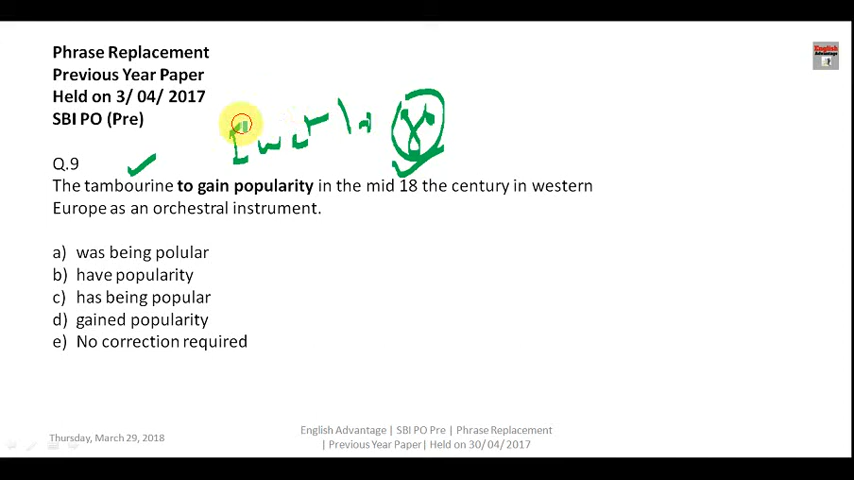 Phrase Replacement
Previous Year Paper
Held on 3/ 04/ 2017
SBI PO (Pre)
English
Advantage
Q.9
The tambourine to gain popularity in the mid 18 the century in western
Europe as an orchestral instrument.
a) was being polular
b) have popularity
c) has being popular
d) gained popularity
e) No correction required
Thursday, March 29, 2018
English Advantage| SBI PO Pre | Phrase Replacement
| Previous Year Paper| Held on 30/ 04/ 2017